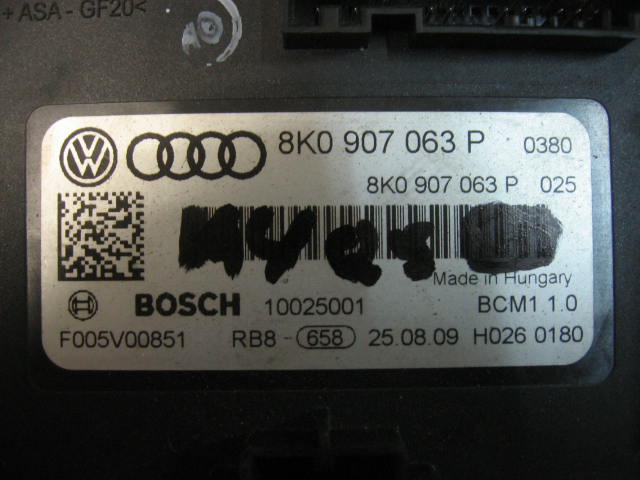 + ASA - GF20<
8K0 907 063 P 0380
8K0 907 063 P 025
Made in Hungary
BOSCH 10025001 BCM1 1.0
F005V00851 RB8 - 658 25.08.09 H026 0180